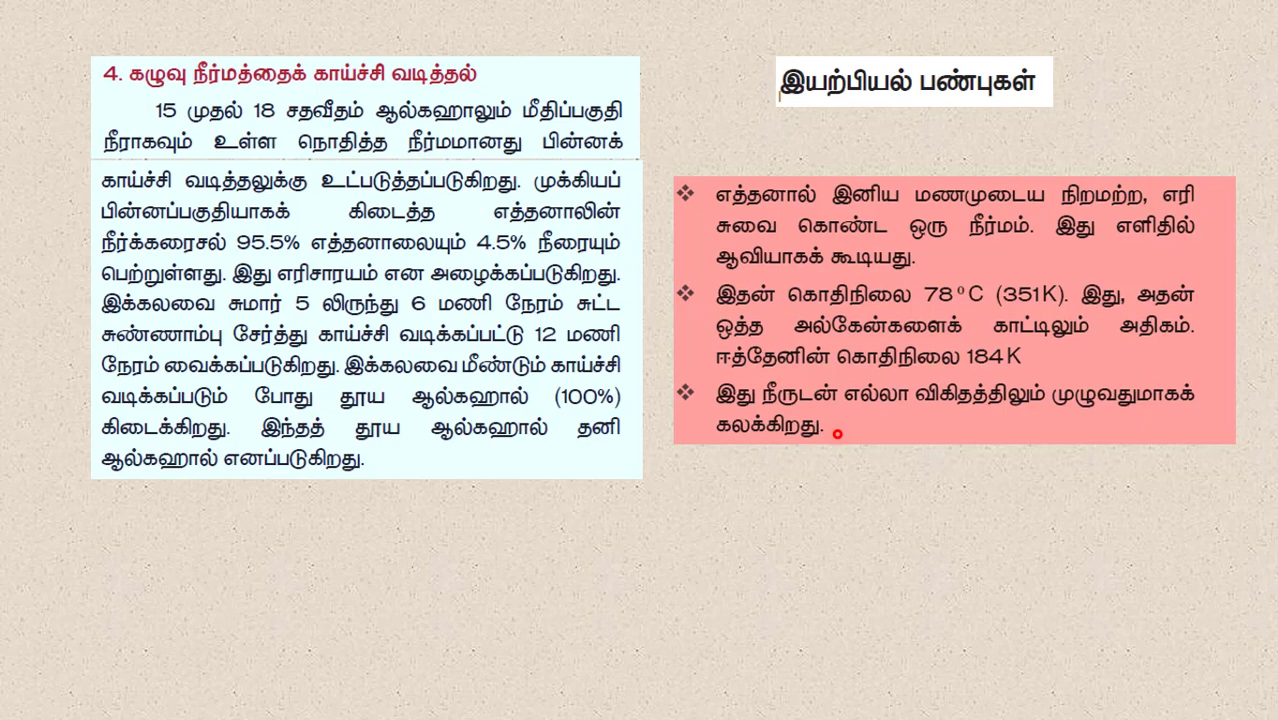 4. கழுவு நீர்மத்தைக் காய்ச்சி வடித்தல்
15 முதல் 18 சதவீதம் ஆல்கஹாலும் மீதிப்பகுதி
நீராகவும் உள்ள நொதித்த நீர்மமானது பின்னக்
காய்ச்சி வடித்தலுக்கு உட்படுத்தப்படுகிறது. முக்கியப்
பின்னப்பகுதியாகக் கிடைத்த எத்தனாலின்
நீர்க்கரைசல் 95.5% எத்தனாலையும் 4.5% நீரையும்
பெற்றுள்ளது. இது எரிசாராயம் என அழைக்கப்படுகிறது.
இக்கலவை சுமார் 5 லிருந்து 6 மணி நேரம் சுட்ட
சுண்ணாம்பு சேர்த்து காய்ச்சி வடிக்கப்பட்டு 12 மணி
நேரம் வைக்கப்படுகிறது. இக்கலவை மீண்டும் காய்ச்சி
வடிக்கப்படும் போது தூய ஆல்கஹால் (100%)
கிடைக்கிறது. இந்தத் தூய ஆல்கஹால் தனி
ஆல்கஹால் எனப்படுகிறது.
இயற்பியல் பண்புகள்
❖ எத்தனால் இனிய மணமுடைய நிறமற்ற, எரி
சுவை கொண்ட ஒரு நீர்மம். இது எளிதில்
ஆவியாகக் கூடியது.
❖ இதன் கொதிநிலை 78⁰C (351K). இது, அதன்
ஒத்த அல்கேன்களைக் காட்டிலும் அதிகம்.
ஈத்தேனின் கொதிநிலை 184K
❖ இது நீருடன் எல்லா விகிதத்திலும் முழுவதுமாகக்
கலக்கிறது.